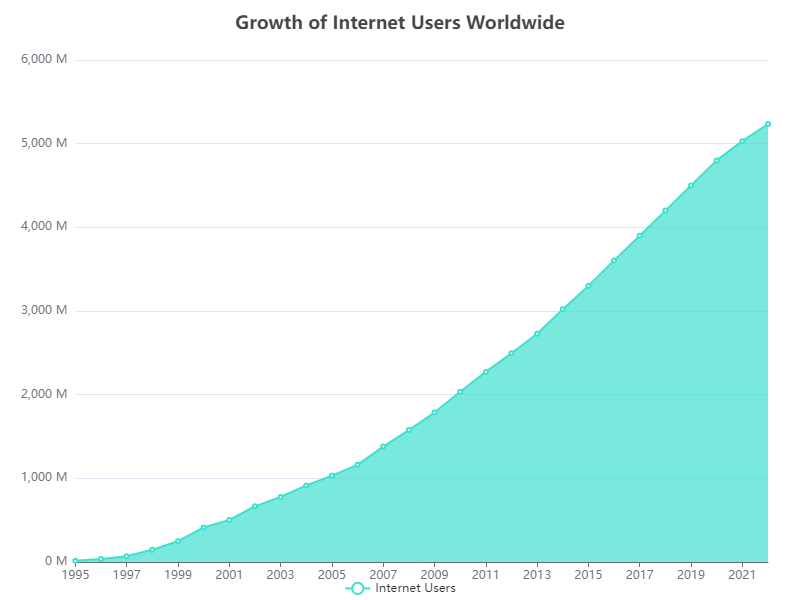 Growth of Internet Users Worldwide
6,000 M
5,000 M
4,000 M
3,000 M
2,000 M
1,000 M
0 M
1995 1997 1999 2001 2003 2005 2007 2009 2011 2013 2015 2017 2019 2021
Internet Users